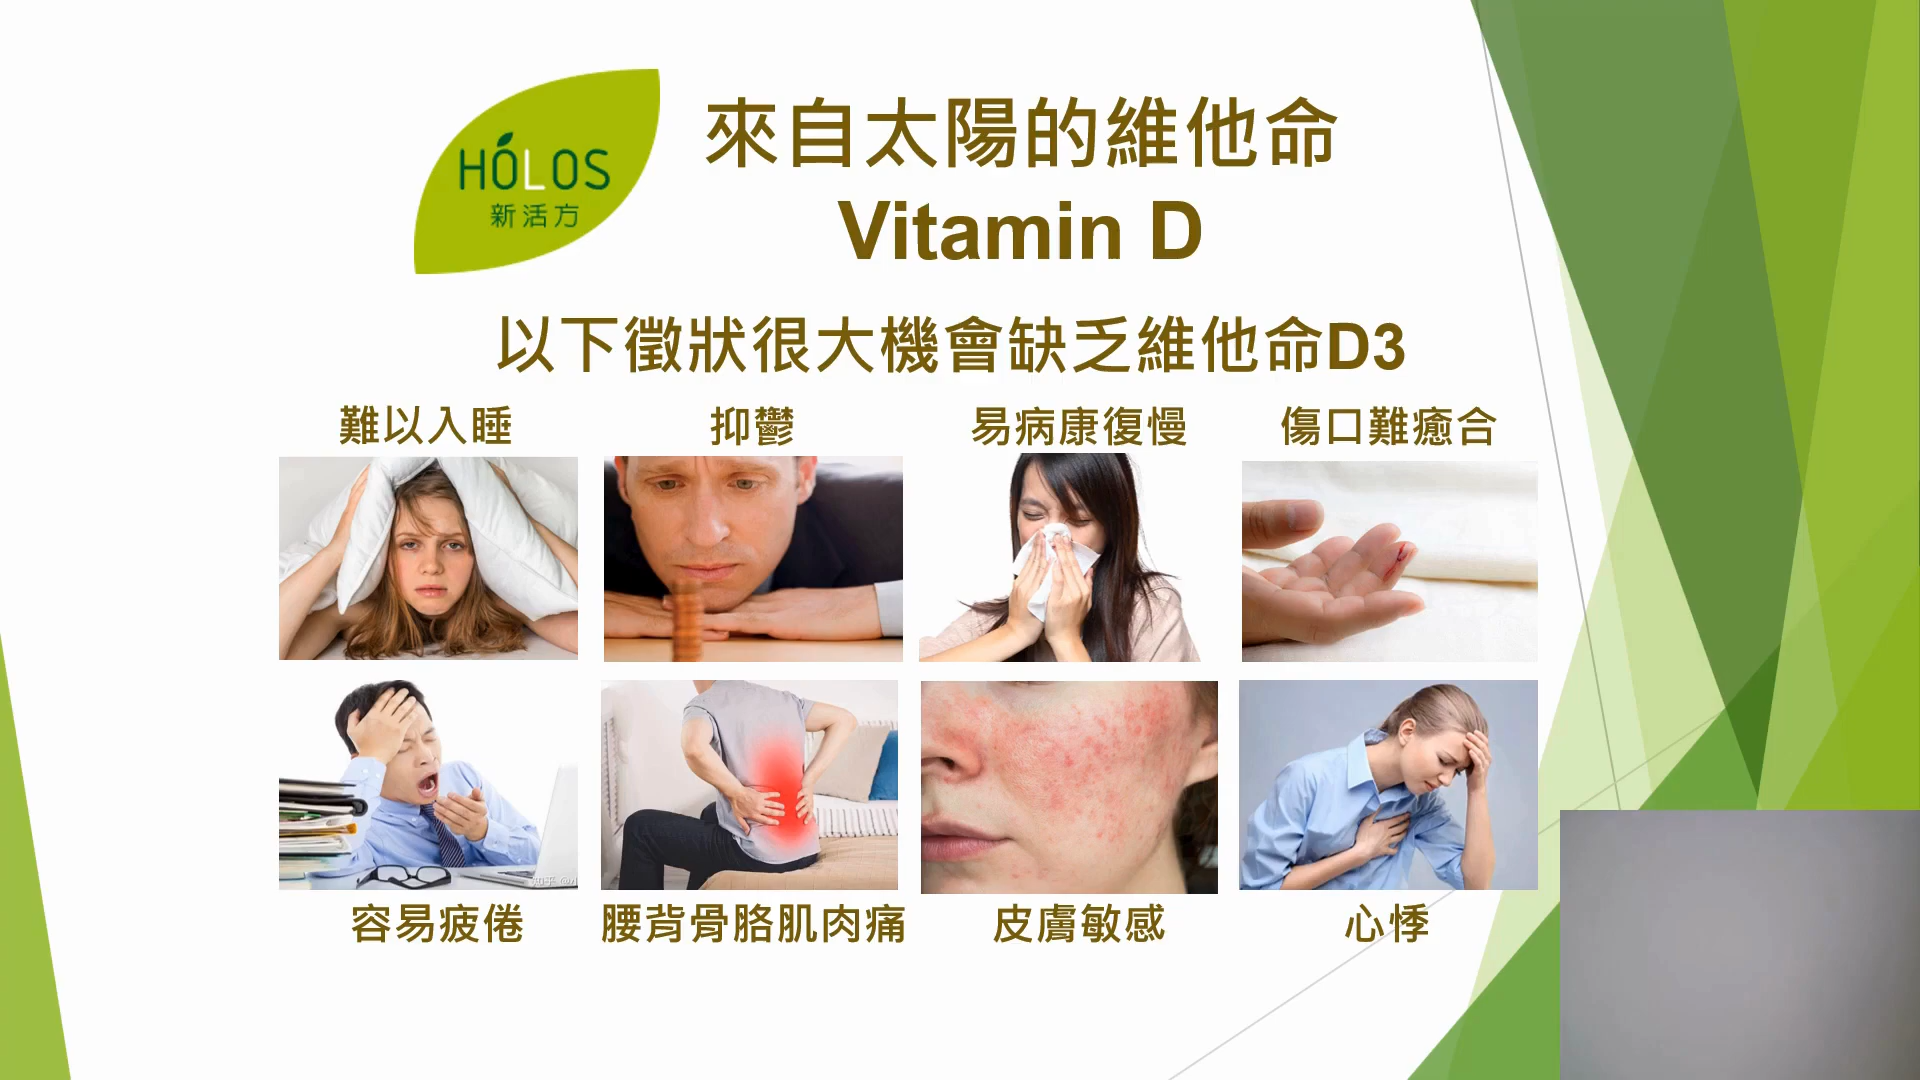 HÓLOS
新活方
來自太陽的維他命
Vitamin D
以下徵狀很大機會缺乏維他命D3
難以入睡
抑鬱
易病康復慢
傷口難癒合
容易疲倦
腰背骨胳肌肉痛
皮膚敏感
心悸